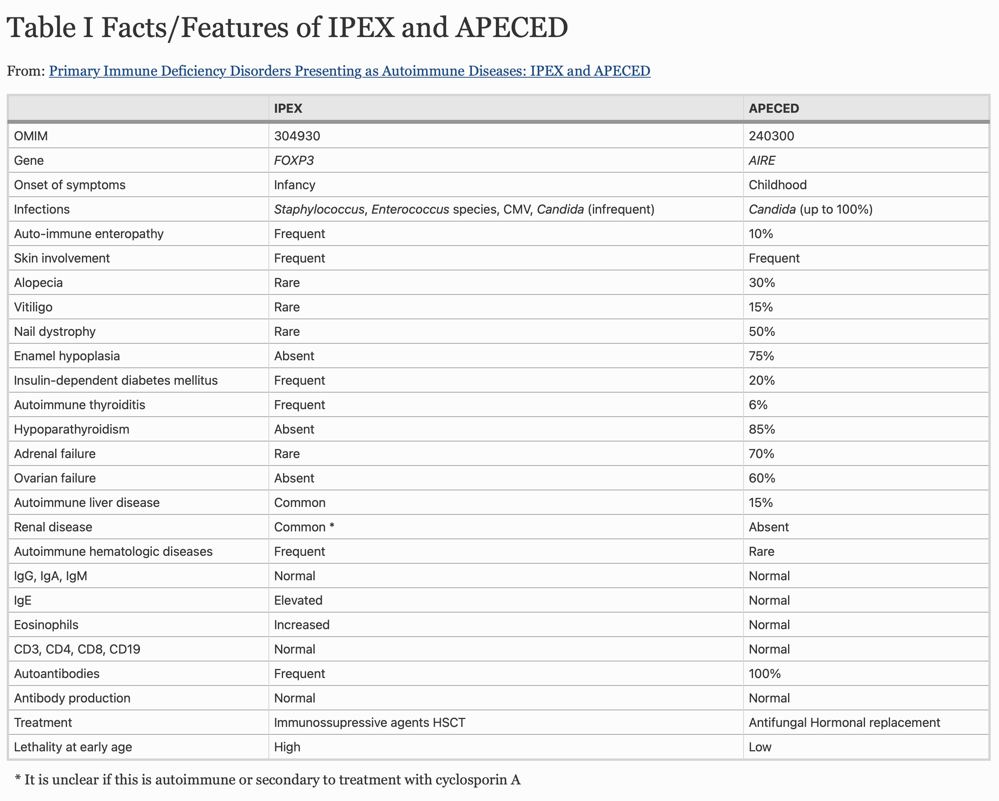 Table I Facts/Features of IPEX and APECED
From: Primary Immune Deficiency Disorders Presenting as Autoimmune Diseases: IPEX and APECED
IPEX APECED
OMIM 304930 240300
Gene FOXP3 AIRE
Onset of symptoms Infancy Childhood
Infections Staphylococcus, Enterococcus species, CMV, Candida (infrequent) Candida (up to 100%)
Auto-immune enteropathy Frequent 10%
Skin involvement Frequent Frequent
Alopecia Rare 30%
Vitiligo Rare 15%
Nail dystrophy Rare 50%
Enamel hypoplasia Absent 75%
Insulin-dependent diabetes mellitus Frequent 20%
Autoimmune thyroiditis Frequent 6%
Hypoparathyroidism Absent 85%
Adrenal failure Rare 70%
Ovarian failure Absent 60%
Autoimmune liver disease Common 15%
Renal disease Common * Absent
Autoimmune hematologic diseases Frequent Rare
IgG, IgA, IgM Normal Normal
IgE Elevated Normal
Eosinophils Increased Normal
CD3, CD4, CD8, CD19 Normal Normal
Autoantibodies Frequent 100%
Antibody production Normal Normal
Treatment Immunossupressive agents HSCT Antifungal Hormonal replacement
Lethality at early age High Low
* It is unclear if this is autoimmune or secondary to treatment with cyclosporin A